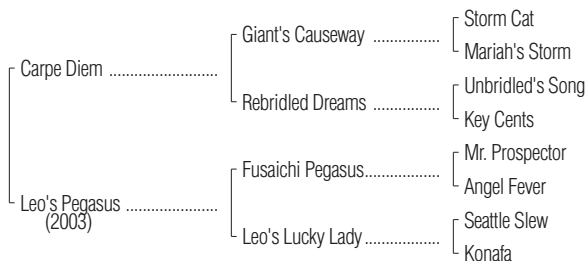 Storm Cat
Giant's Causeway ................
Mariah's Storm
Carpe Diem ..........................
Unbridled's Song
Rebridled Dreams ................
Key Cents
Mr. Prospector
Fusaichi Pegasus..................
Angel Fever
Leo's Pegasus ......................
(2003)
Seattle Slew
Leo's Lucky Lady ..................
Konafa